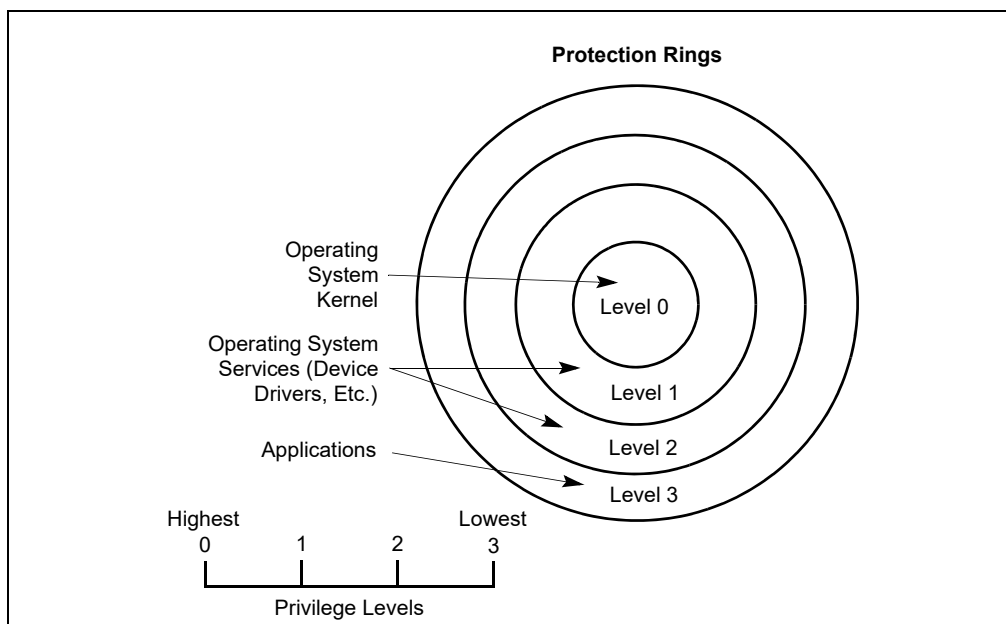 Protection Rings
Operating
System
Kernel
Level 0
Operating System
Services (Device
Drivers, Etc.)
Level 1
Applications
Level 2
Level 3
Highest
Lowest
0
1
2
3
Privilege Levels